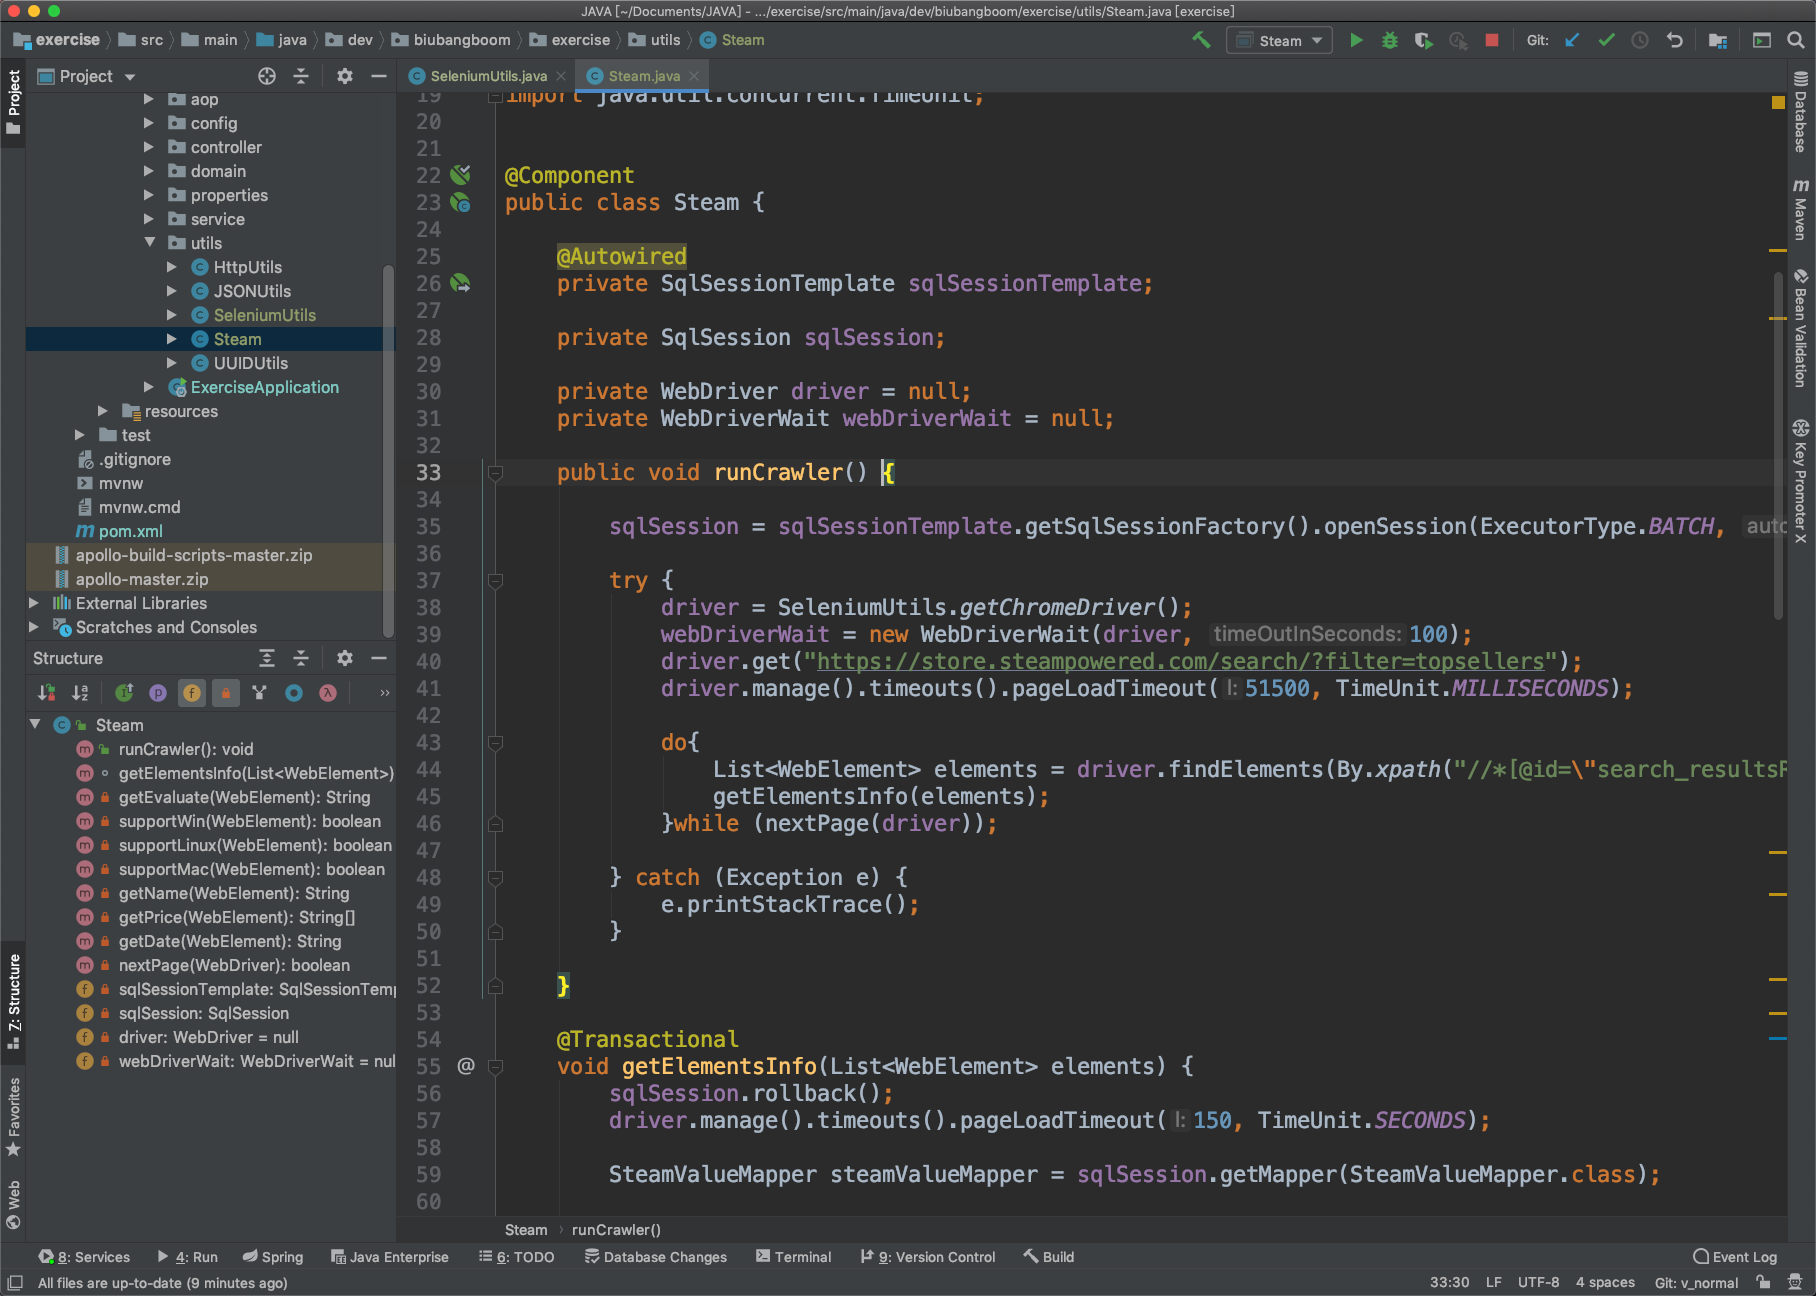 JAVA [~/Documents/JAVA] - .../exercise/src/main/java/dev/biubangboom/exercise/utils/Steam.java [exercise]
exercise src main java dev biubangboom exercise utils Steam
Steam
Git:
Project
SeleniumUtils.java
Steam.java
Project
aop
config
controller
domain
properties
service
utils
HttpUtils
JSONUtils
SeleniumUtils
Steam
UUIDUtils
ExerciseApplication
resources
test
.gitignore
mvnw
mvnw.cmd
pom.xml
apollo-build-scripts-master.zip
apollo-master.zip
External Libraries
Scratches and Consoles
Structure
Steam
runCrawler(): void
getElementsInfo(List<WebElement>)
getEvaluate(WebElement): String
supportWin(WebElement): boolean
supportLinux(WebElement): boolean
supportMac(WebElement): boolean
getName(WebElement): String
getPrice(WebElement): String[]
getDate(WebElement): String
nextPage(WebDriver): boolean
sqlSessionTemplate: SqlSessionTemp
sqlSession: SqlSession
driver: WebDriver = null
webDriverWait: WebDriverWait = nul
7: Structure
Favorites
Web
19 import java.util.concurrent.TimeUnit;
20
21
22 @Component
23 public class Steam {
24
25 @Autowired
26 private SqlSessionTemplate sqlSessionTemplate;
27
28 private SqlSession sqlSession;
29
30 private WebDriver driver = null;
31 private WebDriverWait webDriverWait = null;
32
33 public void runCrawler() {
34
35 sqlSession = sqlSessionTemplate.getSqlSessionFactory().openSession(ExecutorType.BATCH, auto
36
37 try {
38 driver = SeleniumUtils.getChromeDriver();
39 webDriverWait = new WebDriverWait(driver, timeOutInSeconds: 100);
40 driver.get("https://store.steampowered.com/search/?filter=topsellers");
41 driver.manage().timeouts().pageLoadTimeout( l: 51500, TimeUnit.MILLISECONDS);
42
43 do{
44 List<WebElement> elements = driver.findElements(By.xpath("//*[@id=\"search_resultsR
45 getElementsInfo(elements);
46 }while (nextPage(driver));
47
48 } catch (Exception e) {
49 e.printStackTrace();
50 }
51
52 }
53
54 @Transactional
55 @ void getElementsInfo(List<WebElement> elements) {
56 sqlSession.rollback();
57 driver.manage().timeouts().pageLoadTimeout( l: 150, TimeUnit.SECONDS);
58
59 SteamValueMapper steamValueMapper = sqlSession.getMapper(SteamValueMapper.class);
60
Steam › runCrawler()
Database
Maven
Bean Validation
Key Promoter X
8: Services 4: Run Spring Java Enterprise 6: TODO Database Changes Terminal 9: Version Control Build Event Log
All files are up-to-date (9 minutes ago) 33:30 LF UTF-8 4 spaces Git: v_normal